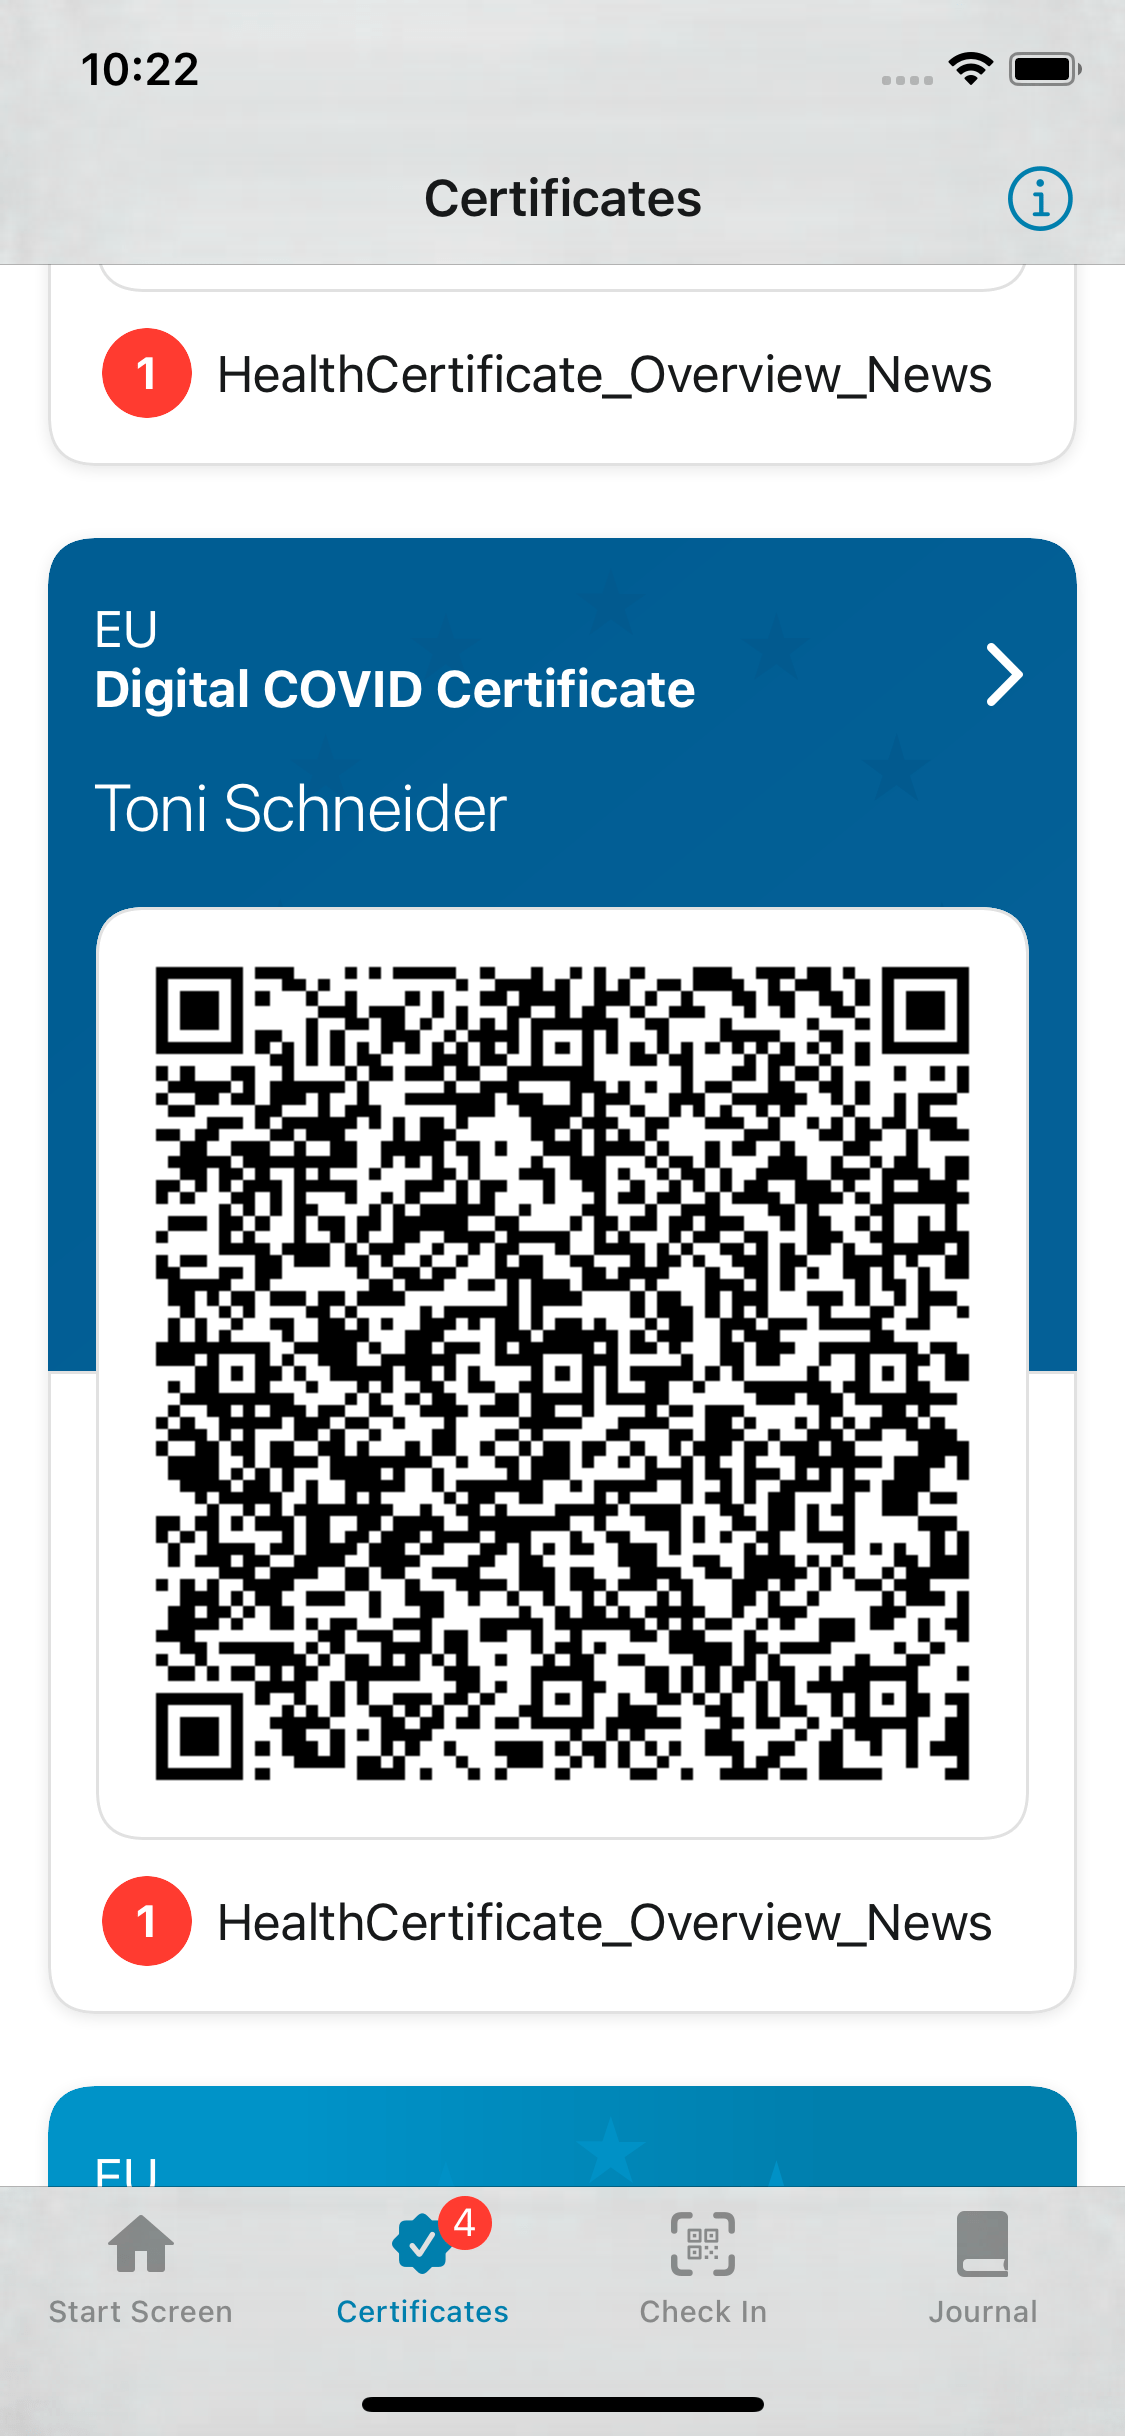 10:22
Certificates
1 HealthCertificate_Overview_News
EU
Digital COVID Certificate
Toni Schneider
1 HealthCertificate_Overview_News
EU
4
Start Screen
Certificates
Check In
Journal